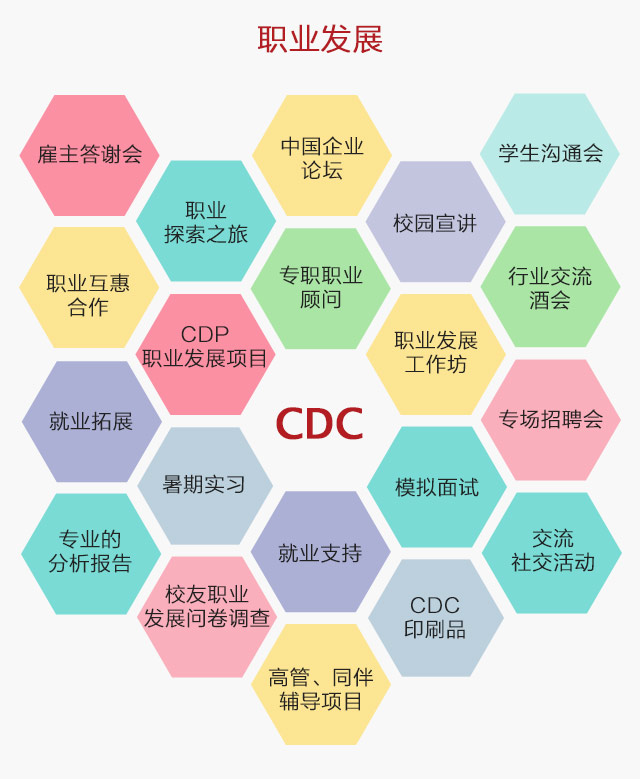 职业发展
雇主答谢会
中国企业
论坛
学生沟通会
职业
探索之旅
校园宣讲
职业互惠
合作
专职职业
顾问
行业交流
酒会
CDP
职业发展项目
职业发展
工作坊
就业拓展
CDC
专场招聘会
暑期实习
模拟面试
专业的
分析报告
就业支持
交流
社交活动
校友职业
发展问卷调查
CDC
印刷品
高管、同伴
辅导项目